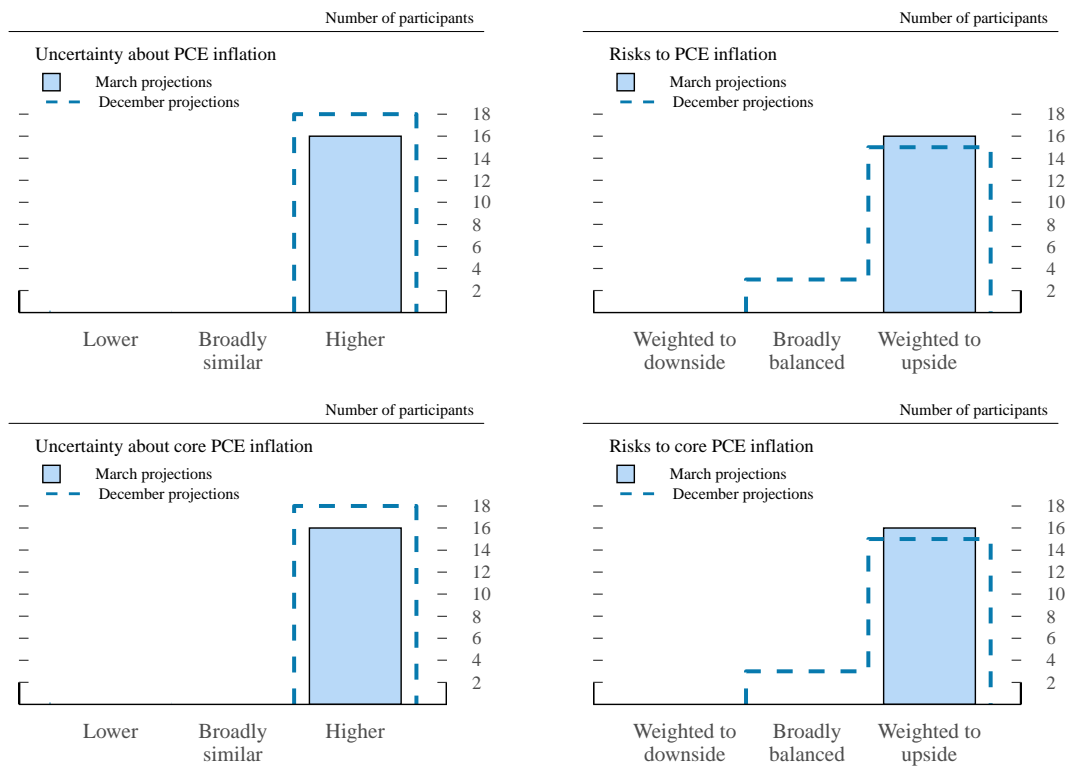 Number of participants
Uncertainty about PCE inflation
March projections
December projections
18
16
14
12
10
8
6
4
2
Lower
Broadly
similar
Higher
Number of participants
Risks to PCE inflation
March projections
December projections
18
16
14
12
10
8
6
4
2
Weighted to
downside
Broadly
balanced
Weighted to
upside
Number of participants
Uncertainty about core PCE inflation
March projections
December projections
18
16
14
12
10
8
6
4
2
Lower
Broadly
similar
Higher
Number of participants
Risks to core PCE inflation
March projections
December projections
18
16
14
12
10
8
6
4
2
Weighted to
downside
Broadly
balanced
Weighted to
upside